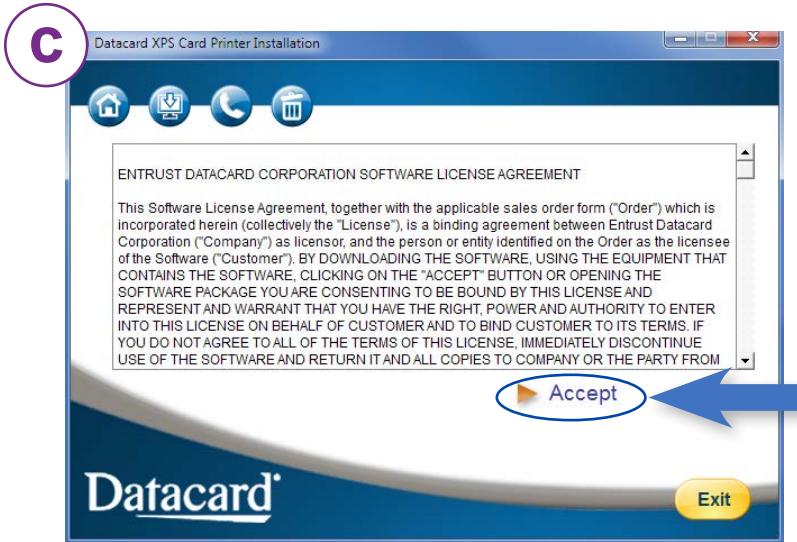 C
Datacard XPS Card Printer Installation
ENTRUST DATACARD CORPORATION SOFTWARE LICENSE AGREEMENT
This Software License Agreement, together with the applicable sales order form ("Order") which is
incorporated herein (collectively the "License"), is a binding agreement between Entrust Datacard
Corporation ("Company") as licensor, and the person or entity identified on the Order as the licensee
of the Software ("Customer"). BY DOWNLOADING THE SOFTWARE, USING THE EQUIPMENT THAT
CONTAINS THE SOFTWARE, CLICKING ON THE "ACCEPT" BUTTON OR OPENING THE
SOFTWARE PACKAGE YOU ARE CONSENTING TO BE BOUND BY THIS LICENSE AND
REPRESENT AND WARRANT THAT YOU HAVE THE RIGHT, POWER AND AUTHORITY TO ENTER
INTO THIS LICENSE ON BEHALF OF CUSTOMER AND TO BIND CUSTOMER TO ITS TERMS. IF
YOU DO NOT AGREE TO ALL OF THE TERMS OF THIS LICENSE, IMMEDIATELY DISCONTINUE
USE OF THE SOFTWARE AND RETURN IT AND ALL COPIES TO COMPANY OR THE PARTY FROM
Accept
Datacard
Exit